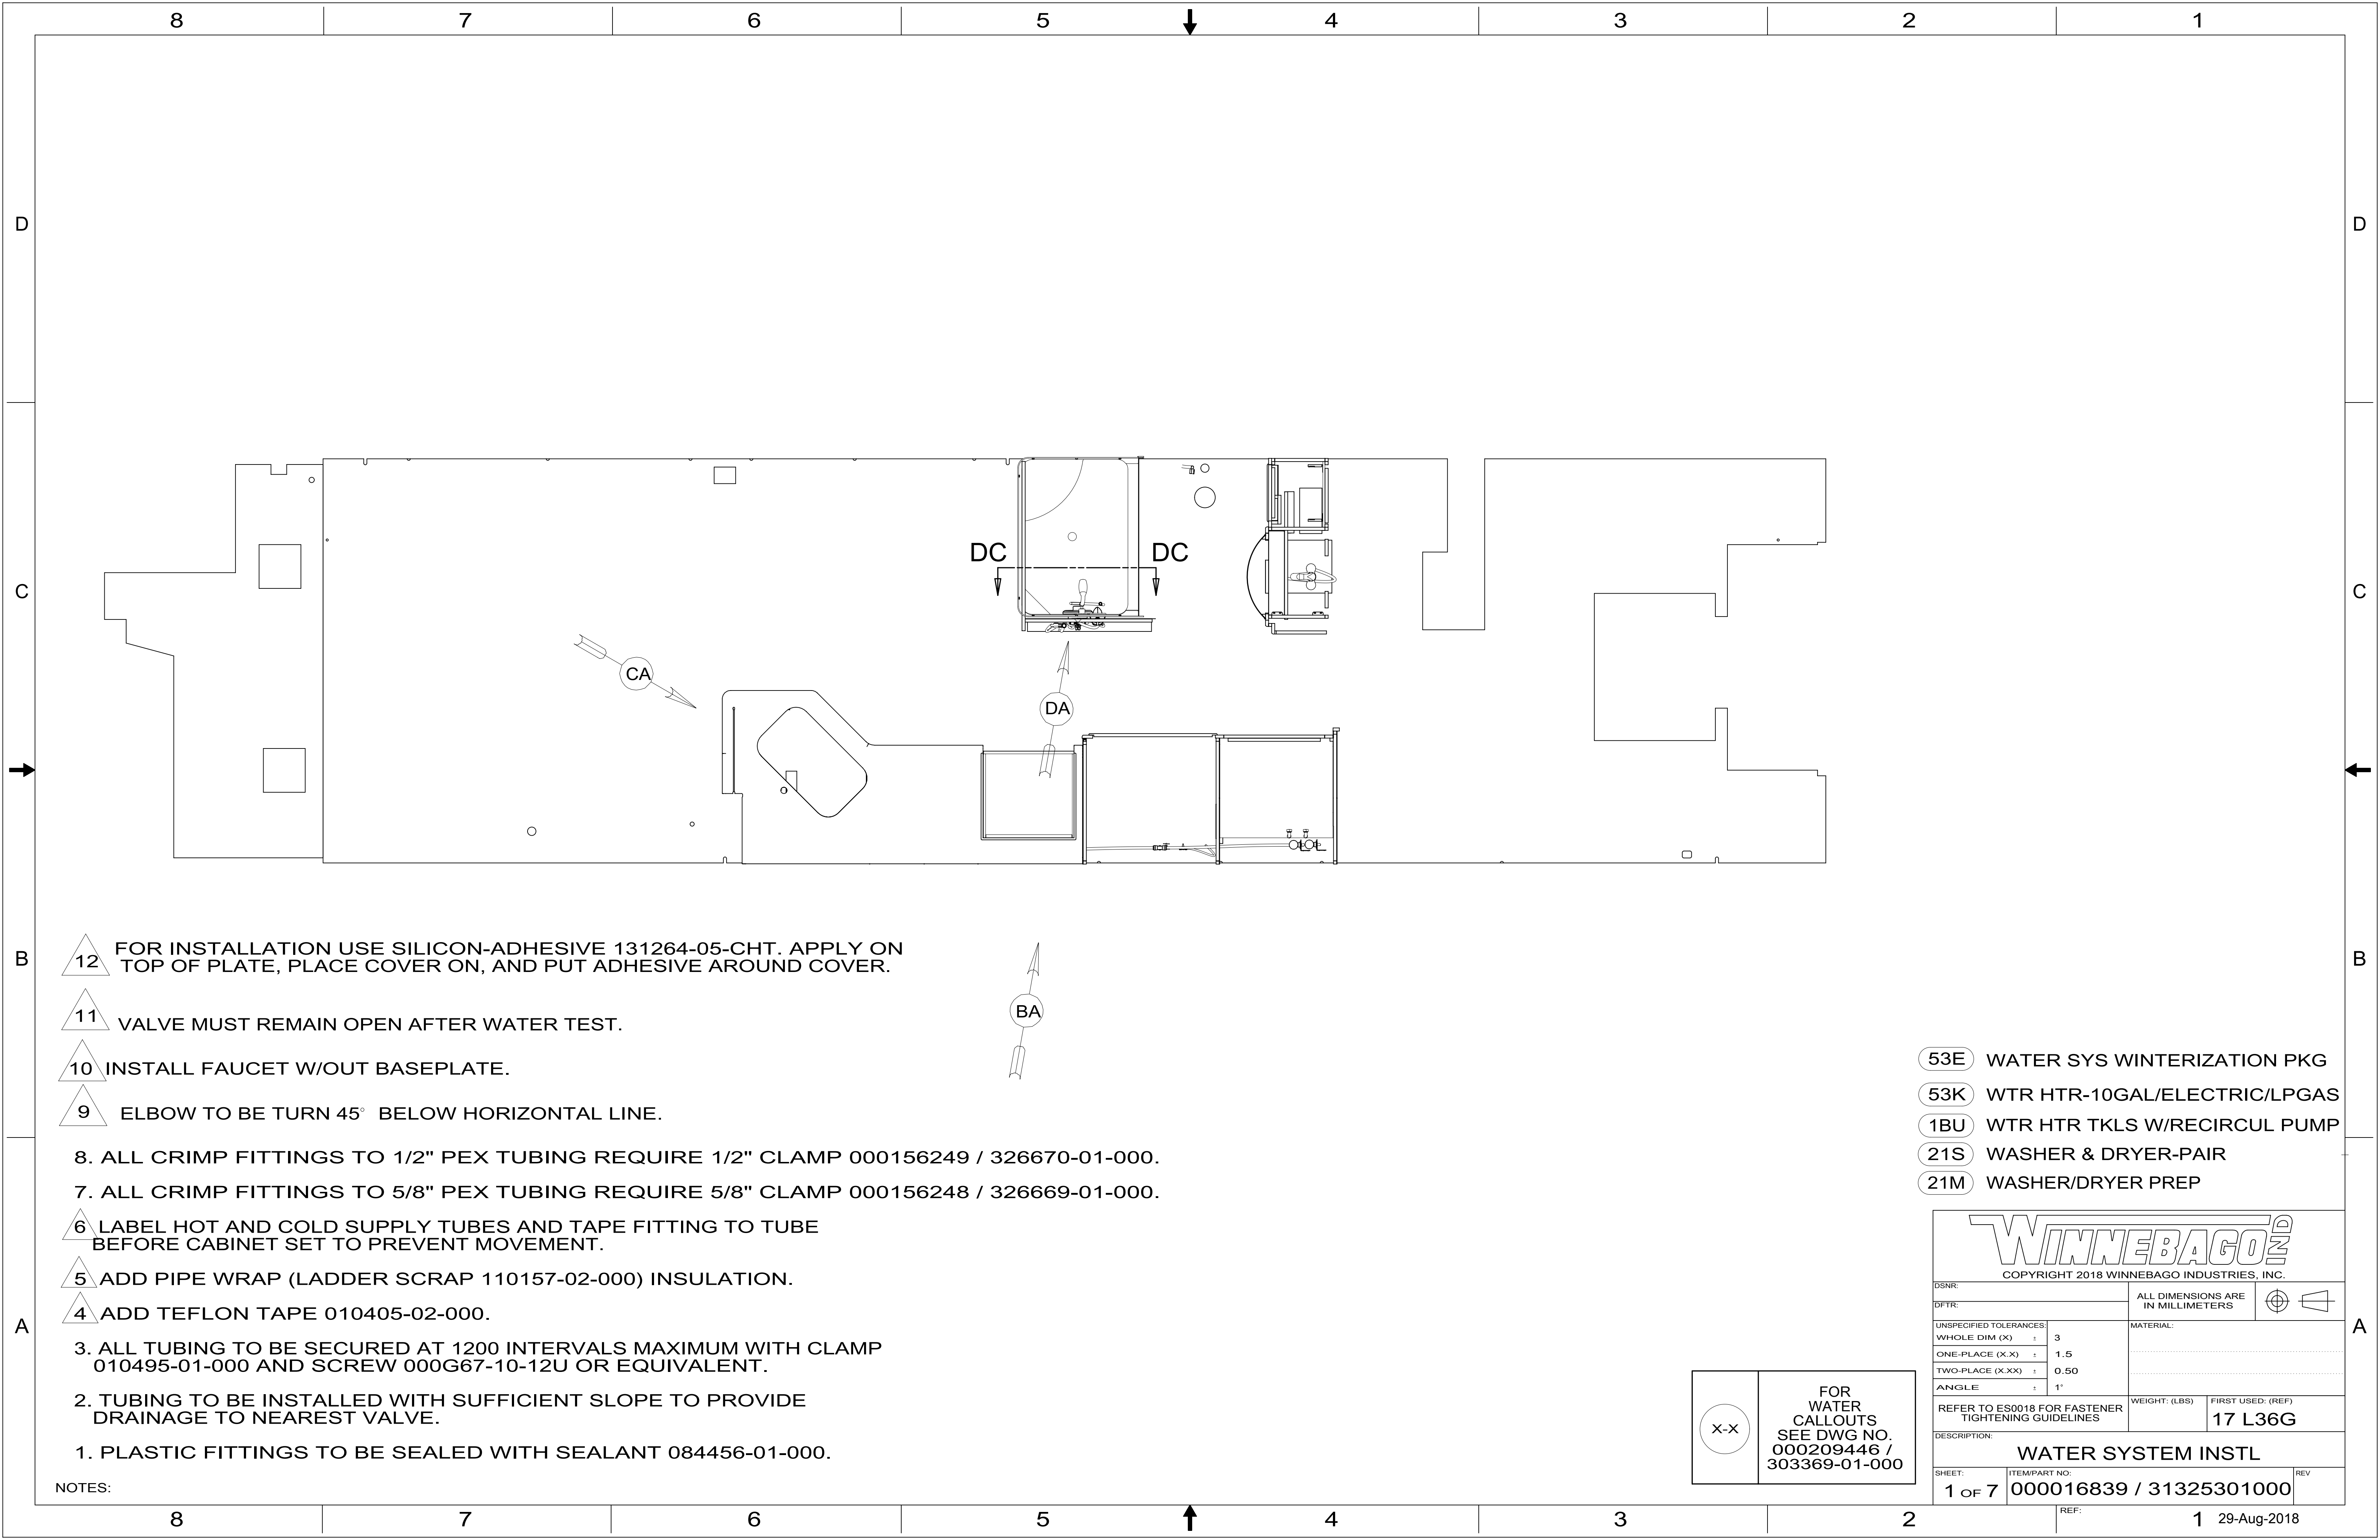 8 7 6 5 4 3 2 1
D D
DC DC
C C
CA
DA
B B
12 FOR INSTALLATION USE SILICON-ADHESIVE 131264-05-CHT. APPLY ON
TOP OF PLATE, PLACE COVER ON, AND PUT ADHESIVE AROUND COVER.
11 VALVE MUST REMAIN OPEN AFTER WATER TEST.
BA
10 INSTALL FAUCET W/OUT BASEPLATE.
9 ELBOW TO BE TURN 45° BELOW HORIZONTAL LINE.
8. ALL CRIMP FITTINGS TO 1/2" PEX TUBING REQUIRE 1/2" CLAMP 000156249 / 326670-01-000.
7. ALL CRIMP FITTINGS TO 5/8" PEX TUBING REQUIRE 5/8" CLAMP 000156248 / 326669-01-000.
6 LABEL HOT AND COLD SUPPLY TUBES AND TAPE FITTING TO TUBE
BEFORE CABINET SET TO PREVENT MOVEMENT.
5 ADD PIPE WRAP (LADDER SCRAP 110157-02-000) INSULATION.
4 ADD TEFLON TAPE 010405-02-000.
3. ALL TUBING TO BE SECURED AT 1200 INTERVALS MAXIMUM WITH CLAMP
010495-01-000 AND SCREW 000G67-10-12U OR EQUIVALENT.
2. TUBING TO BE INSTALLED WITH SUFFICIENT SLOPE TO PROVIDE
DRAINAGE TO NEAREST VALVE.
1. PLASTIC FITTINGS TO BE SEALED WITH SEALANT 084456-01-000.
NOTES:
53E WATER SYS WINTERIZATION PKG
53K WTR HTR-10GAL/ELECTRIC/LPGAS
1BU WTR HTR TKLS W/RECIRCUL PUMP
21S WASHER & DRYER-PAIR
21M WASHER/DRYER PREP
A A
X-X
FOR
WATER
CALLOUTS
SEE DWG NO.
000209446 /
303369-01-000
WINNEBAGO IND
COPYRIGHT 2018 WINNEBAGO INDUSTRIES, INC.
DSNR:
DFTR:
ALL DIMENSIONS ARE
IN MILLIMETERS
UNSPECIFIED TOLERANCES:
WHOLE DIM (X) ± 3
ONE-PLACE (X.X) ± 1.5
TWO-PLACE (X.XX) ± 0.50
ANGLE ± 1°
MATERIAL:
REFER TO ES0018 FOR FASTENER
TIGHTENING GUIDELINES
WEIGHT: (LBS)
FIRST USED: (REF)
17 L36G
DESCRIPTION:
WATER SYSTEM INSTL
SHEET:
1 OF 7
ITEM/PART NO:
000016839 / 31325301000
REV
REF:
29-Aug-2018
8 7 6 5 4 3 2 1